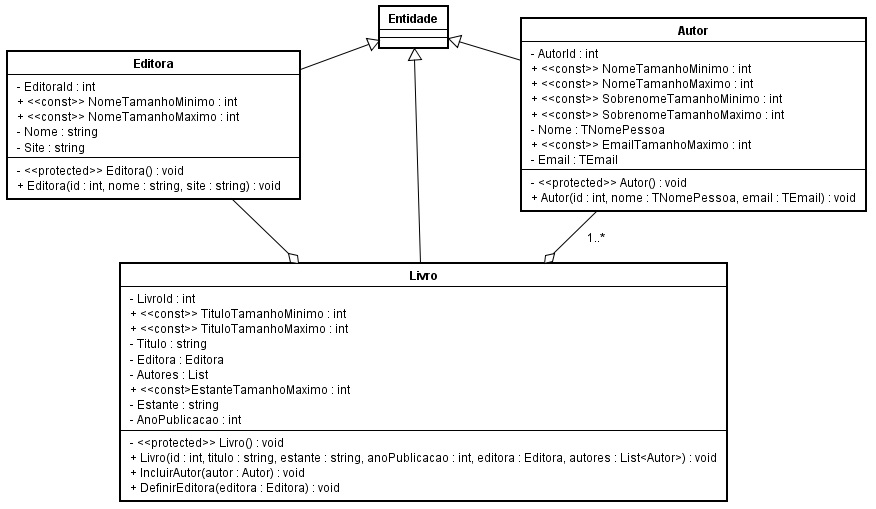 Entidade
Editora
- EditoraId : int
+ <<const>> NomeTamanhoMinimo : int
+ <<const>> NomeTamanhoMaximo : int
- Nome : string
- Site : string
- <<protected>> Editora() : void
+ Editora(id : int, nome : string, site : string) : void
Autor
- AutorId : int
+ <<const>> NomeTamanhoMinimo : int
+ <<const>> NomeTamanhoMaximo : int
+ <<const>> SobrenomeTamanhoMinimo : int
+ <<const>> SobrenomeTamanhoMaximo : int
- Nome : TNomePessoa
+ <<const>> EmailTamanhoMaximo : int
- Email : TEmail
- <<protected>> Autor() : void
+ Autor(id : int, nome : TNomePessoa, email : TEmail) : void
1..*
Livro
- LivroId : int
+ <<const>> TituloTamanhoMinimo : int
+ <<const>> TituloTamanhoMaximo : int
- Titulo : string
- Editora : Editora
- Autores : List
+ <<const>EstanteTamanhoMaximo : int
- Estante : string
- AnoPublicacao : int
- <<protected>> Livro() : void
+ Livro(id : int, titulo : string, estante : string, anoPublicacao : int, editora : Editora, autores : List<Autor>) : void
+ IncluirAutor(autor : Autor) : void
+ DefinirEditora(editora : Editora) : void